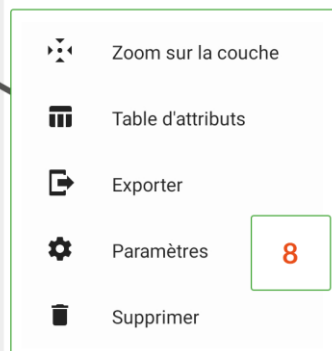 Zoom sur la couche
Table d'attributs
Exporter
Paramètres
8
Supprimer